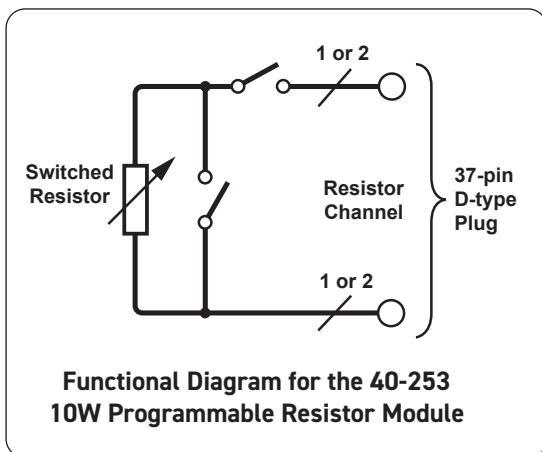 1 or 2
Switched
Resistor
Resistor
Channel
37-pin
D-type
Plug
1 or 2
Functional Diagram for the 40-253
10W Programmable Resistor Module